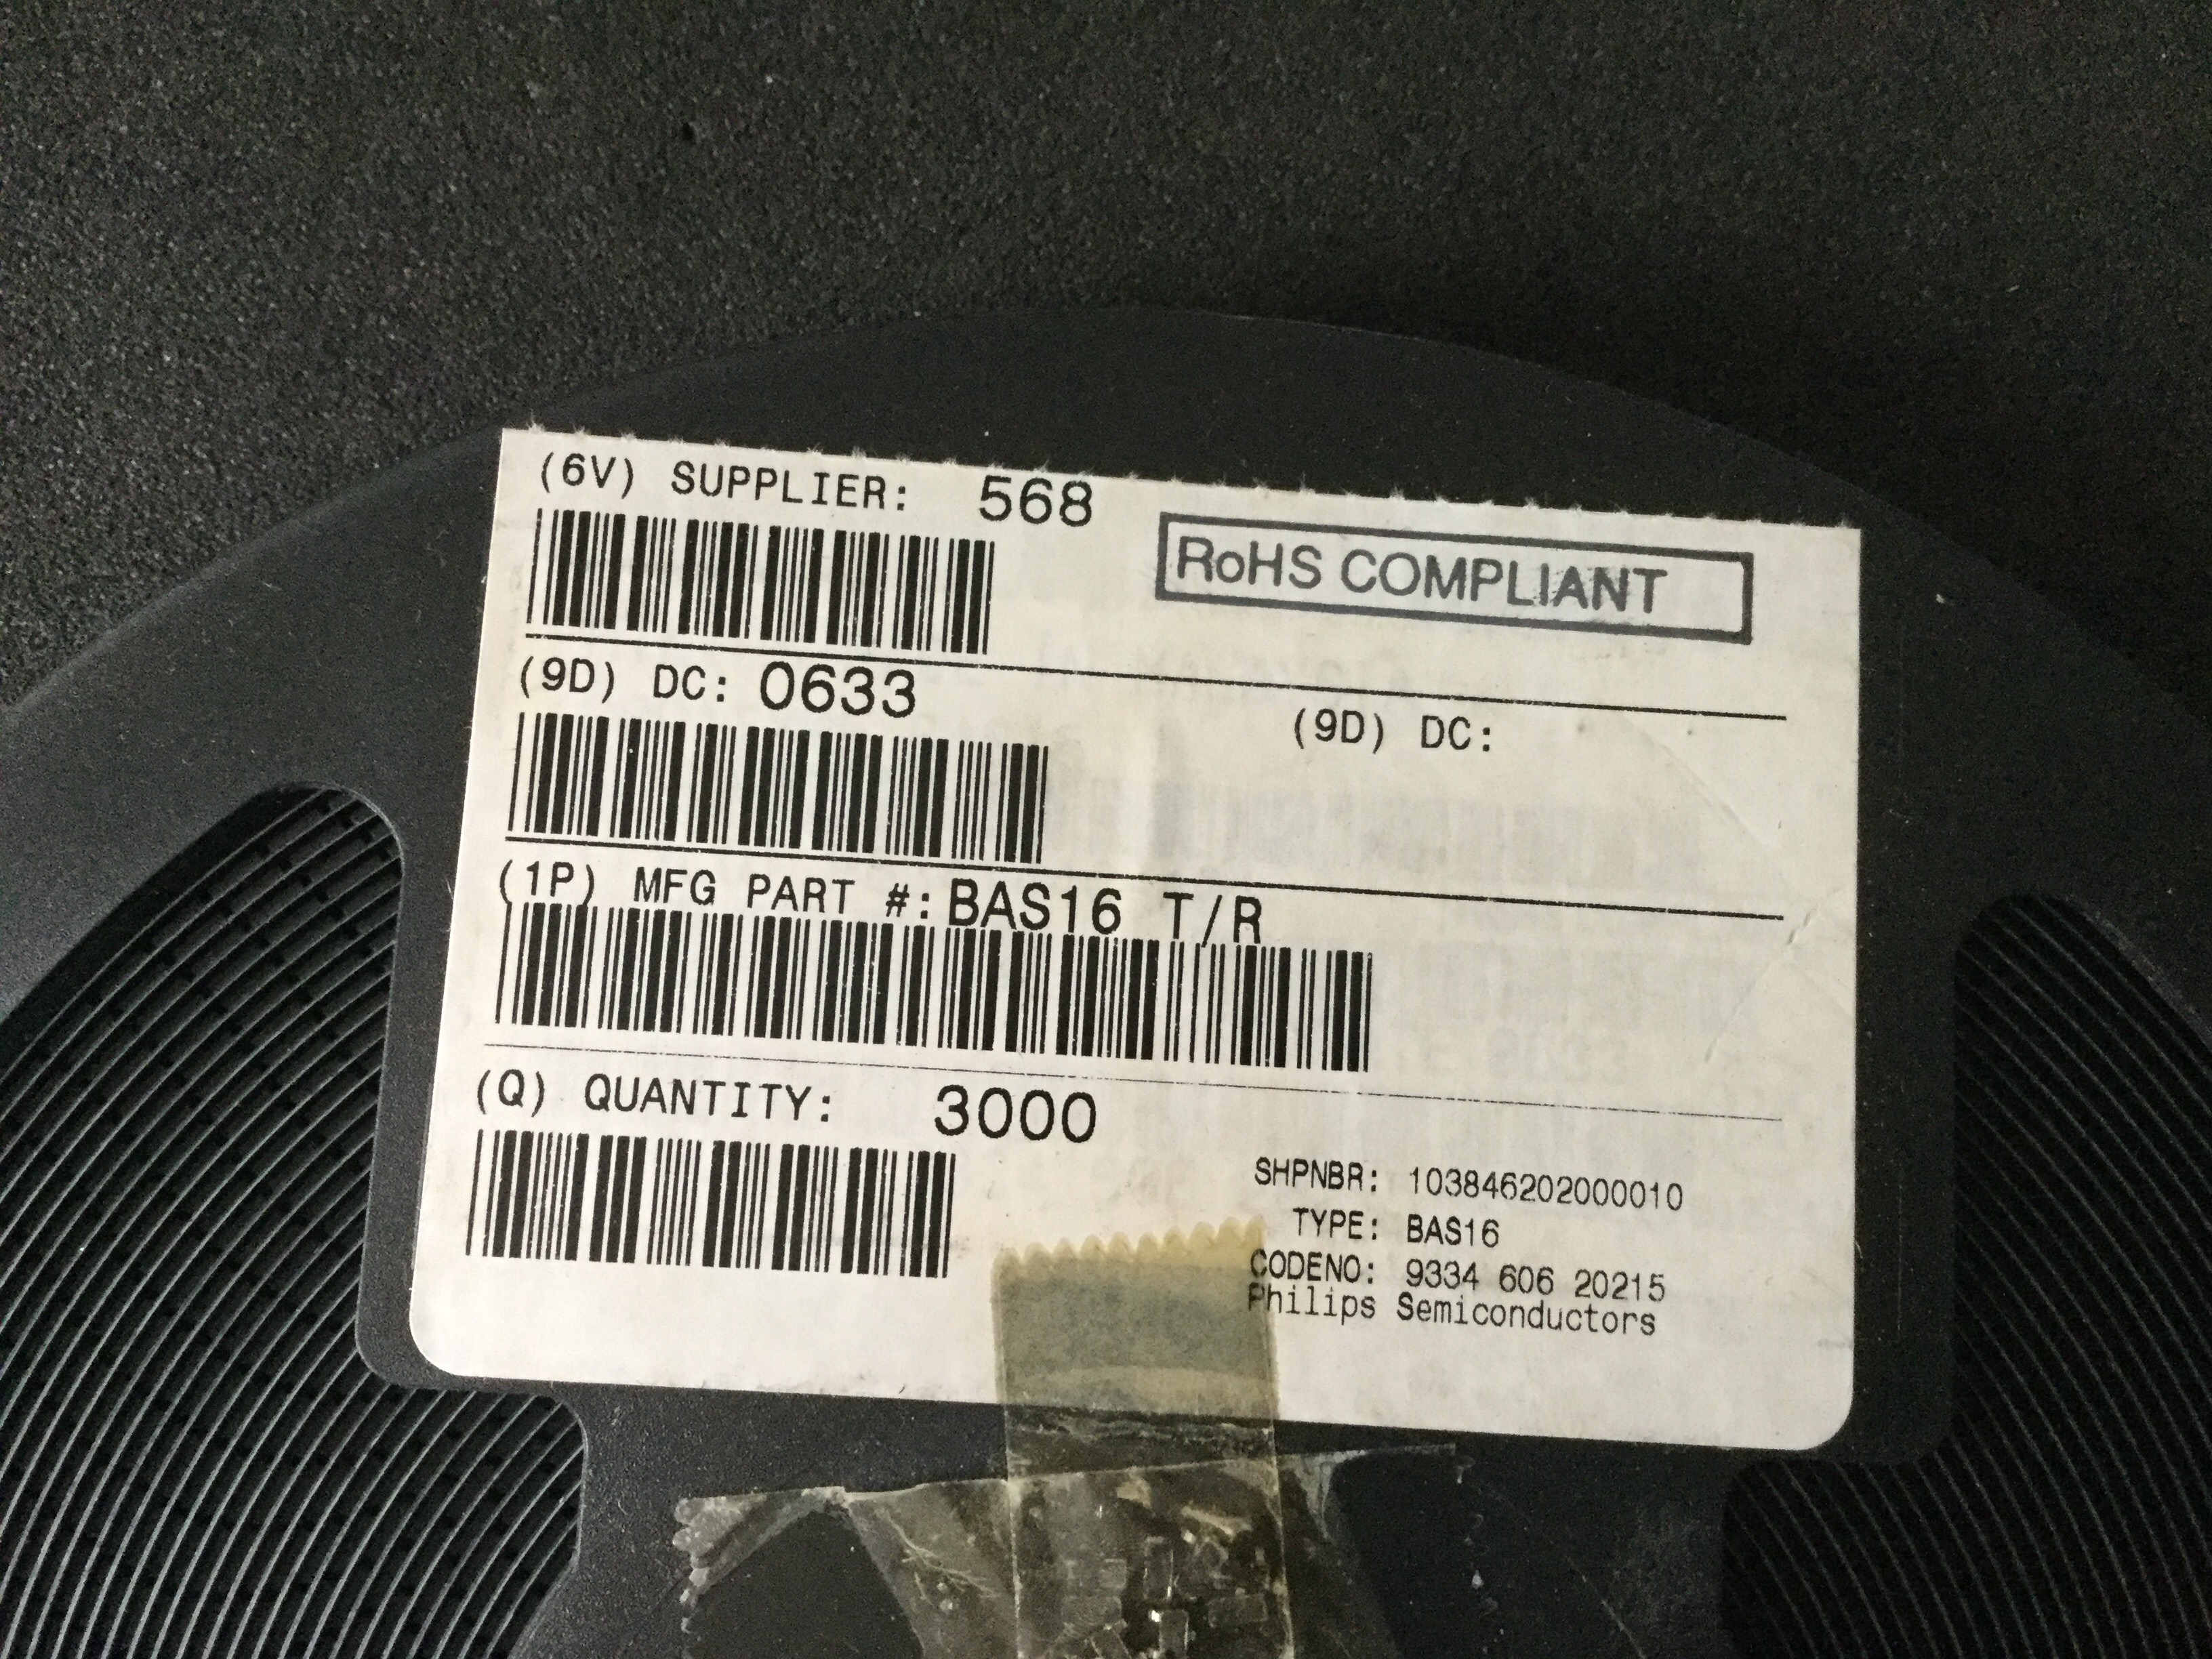 (6V) SUPPLIER: 568
RoHS COMPLIANT
(9D) DC: 0633
(9D) DC:
(1P) MFG PART #: BAS16 T/R
(Q) QUANTITY: 3000
SHPNBR: 103846202000010
TYPE: BAS16
CODENO: 9334 606 20215
Philips Semiconductors